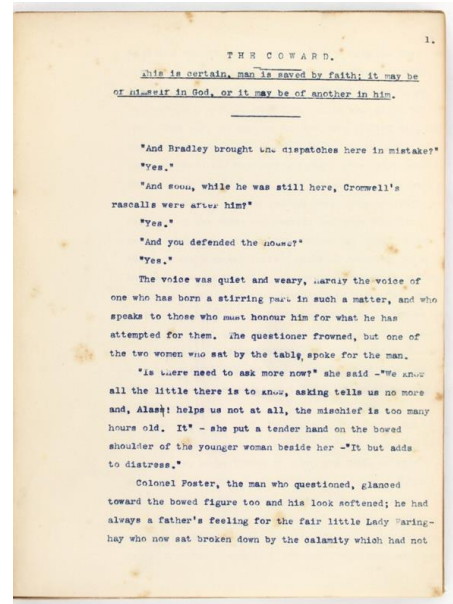 1.
THE COWARD.
This is certain, man is saved by faith; it may be
of himself in God, or it may be of another in him.
"And Bradley brought the dispatches here in mistake?"
"Yes."
"And soon, while he was still here, Cromwell's
rascalls were after him?"
"Yes."
"And you defended the house?"
"Yes."
The voice was quiet and weary, hardly the voice of
one who has born a stirring part in such a matter, and who
speaks to those who must honour him for what he has
attempted for them. The questioner frowned, but one of
the two women who sat by the table, spoke for the man.
"Is there need to ask more now?" she said -"We know
all the little there is to know, asking tells us no more
and, Alas! helps us not at all, the mischief is too many
hours old. It" - she put a tender hand on the bowed
shoulder of the younger woman beside her -"It but adds
to distress."
Colonel Foster, the man who questioned, glanced
toward the bowed figure too and his look softened; he had
always a father's feeling for the fair little Lady Waring-
hay who now sat broken down by the calamity which had not